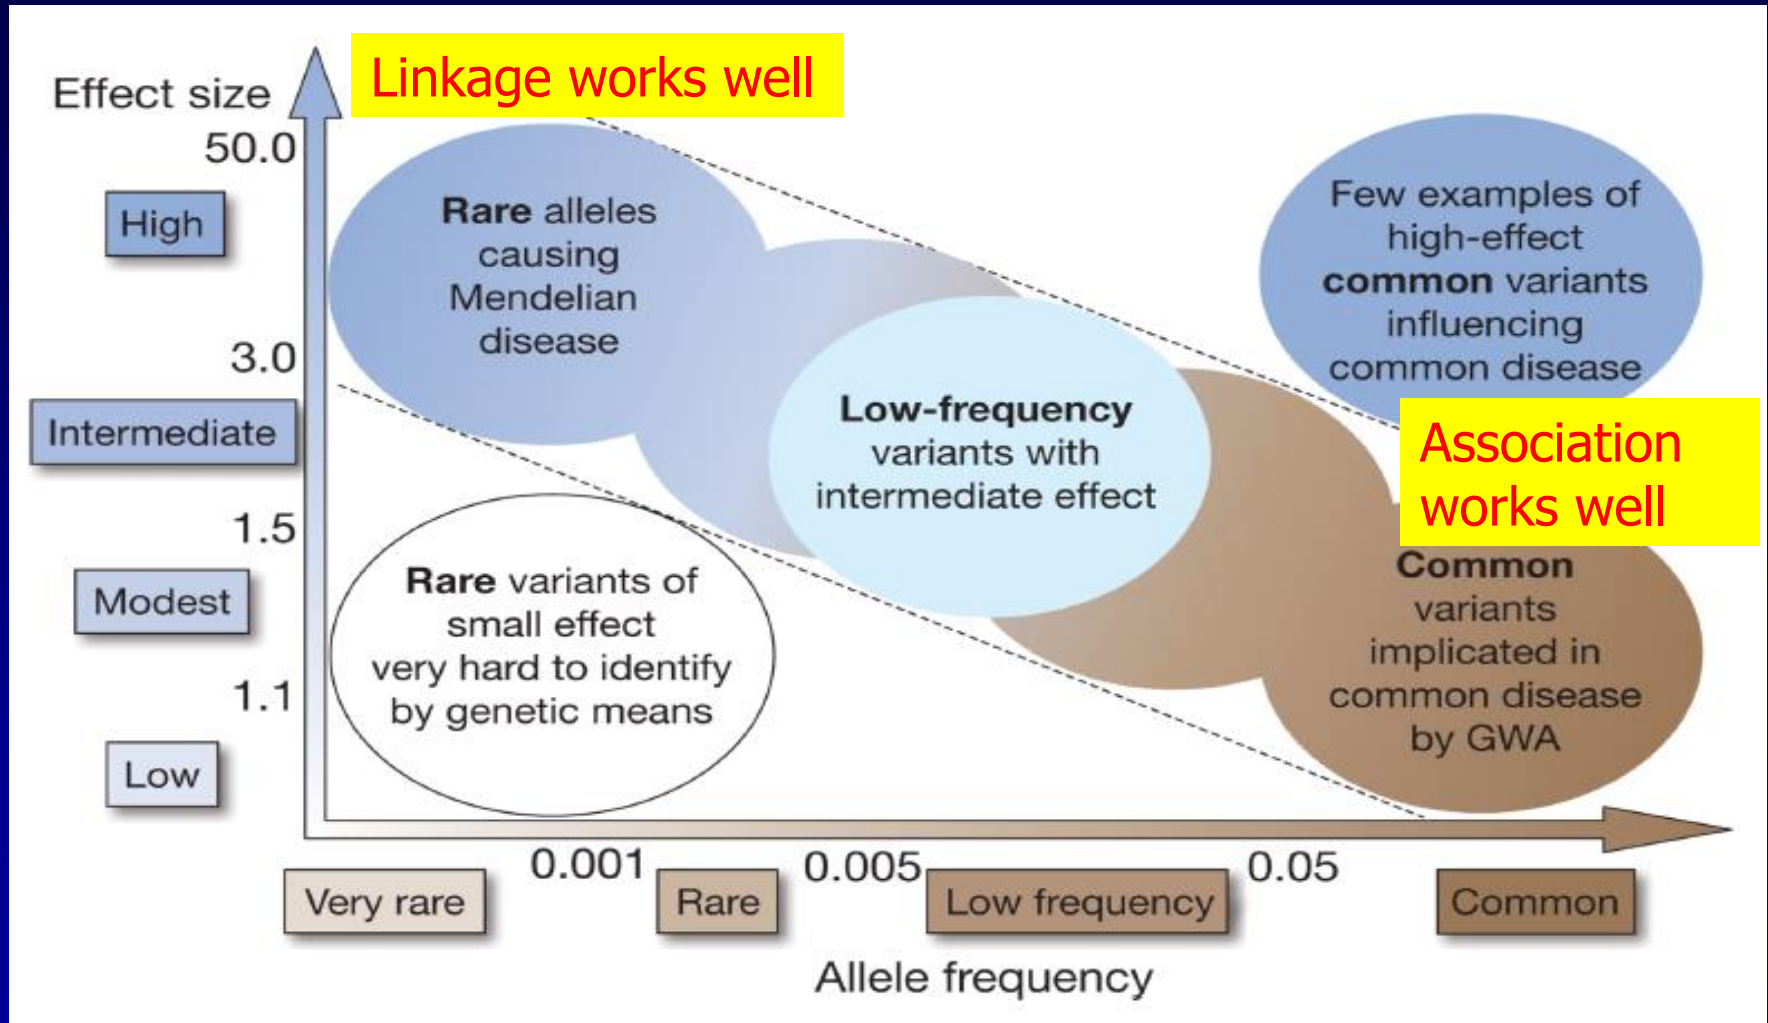 Linkage works well
Effect size
50.0
High
3.0
Intermediate
1.5
Modest
1.1
Low
Rare alleles
causing
Mendelian
disease
Few examples of
high-effect
common variants
influencing
common disease
Low-frequency
variants with
intermediate effect
Association
works well
Rare variants of
small effect
very hard to identify
by genetic means
Common
variants
implicated in
common disease
by GWA
0.001
0.005
0.05
Very rare
Rare
Low frequency
Common
Allele frequency